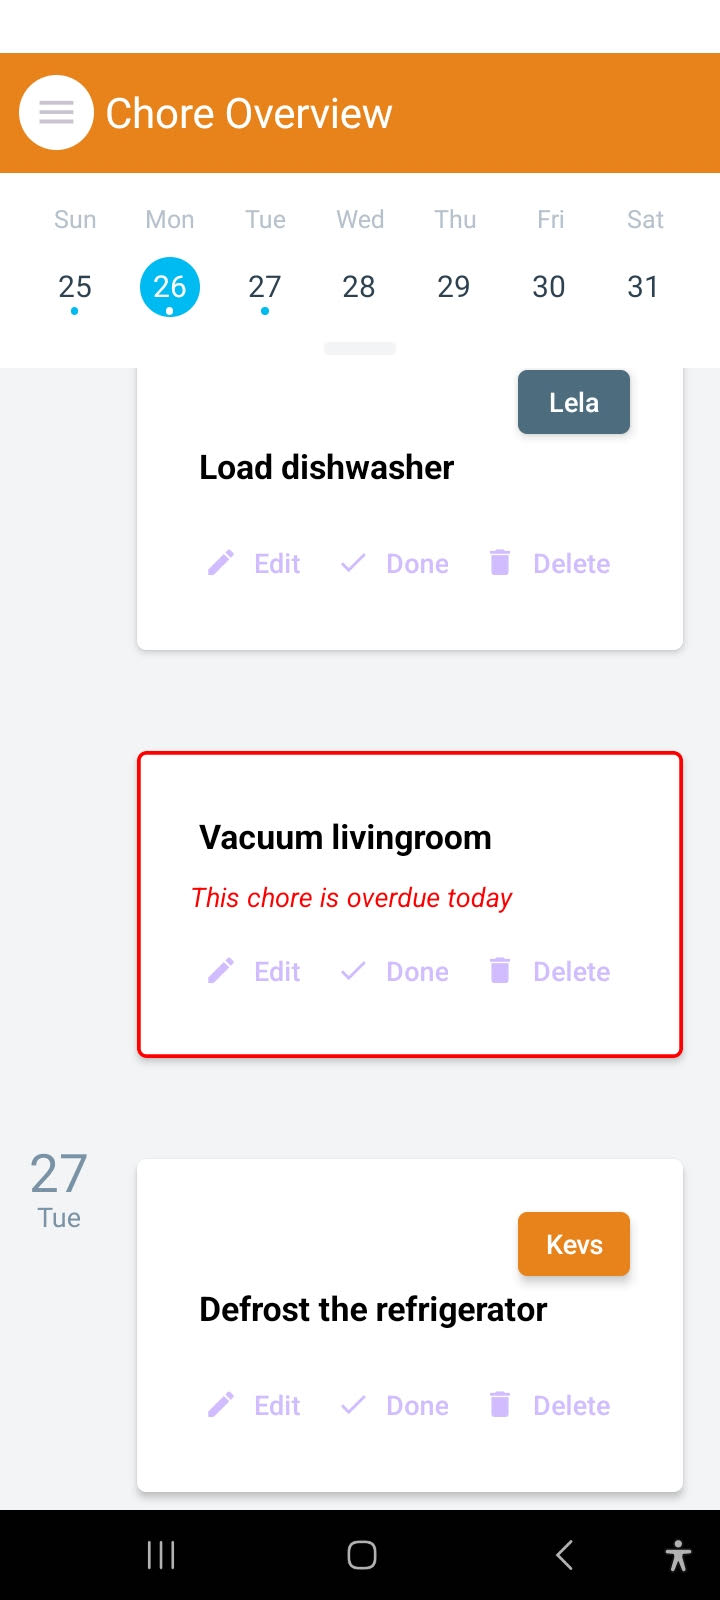 Chore Overview
Sun Mon Tue Wed Thu Fri Sat
25 26 27 28 29 30 31
Lela
Load dishwasher
Edit Done Delete
Vacuum livingroom
This chore is overdue today
Edit Done Delete
27
Tue
Kevs
Defrost the refrigerator
Edit Done Delete